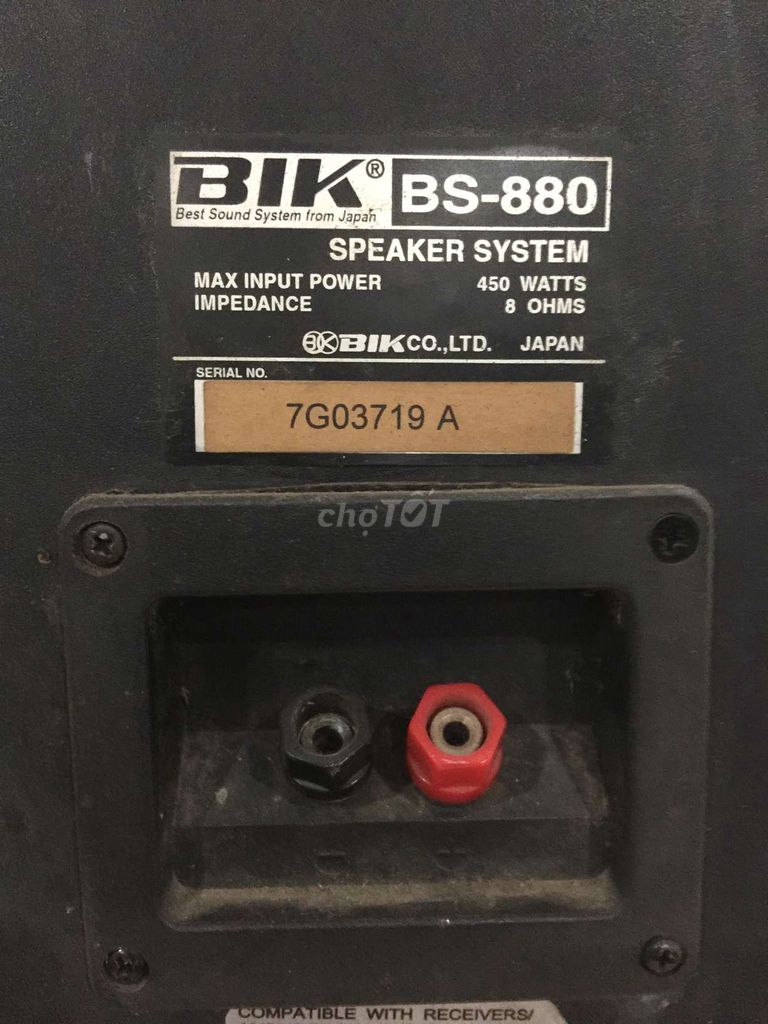 BIK® BS-880
Best Sound System from Japan
SPEAKER SYSTEM
MAX INPUT POWER 450 WATTS
IMPEDANCE 8 OHMS
BIK CO.,LTD. JAPAN
SERIAL NO.
7G03719 A
chợTỐT
COMPATIBLE WITH RECEIVERS/